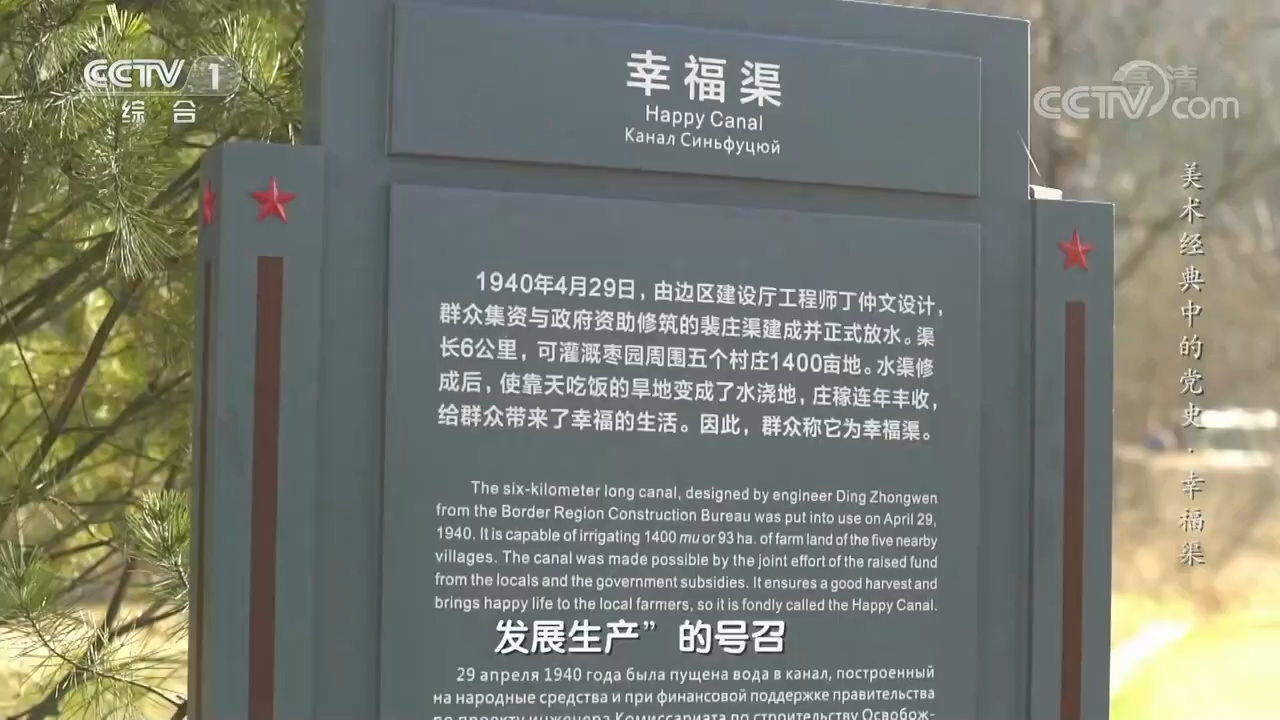 CCTV 1
综合
高清
CCTV com
幸福渠
Happy Canal
Канал Синьфуцюй
美术经典中的党史·幸福渠
1940年4月29日，由边区建设厅工程师丁仲文设计，
群众集资与政府资助修筑的裴庄渠建成并正式放水。渠
长6公里，可灌溉枣园周围五个村庄1400亩地。水渠修
成后，使靠天吃饭的旱地变成了水浇地，庄稼连年丰收，
给群众带来了幸福的生活。因此，群众称它为幸福渠。
The six-kilometer long canal, designed by engineer Ding Zhongwen
from the Border Region Construction Bureau was put into use on April 29,
1940. It is capable of irrigating 1400 mu or 93 ha. of farm land of the five nearby
villages. The canal was made possible by the joint effort of the raised fund
from the locals and the government subsidies. It ensures a good harvest and
brings happy life to the local farmers, so it is fondly called the Happy Canal.
发展生产”的号召
29 апреля 1940 года была пущена вода в канал, построенный
на народные средства и при финансовой поддержке правительства
по проекту инженера Комиссариата по строительству Освобож-